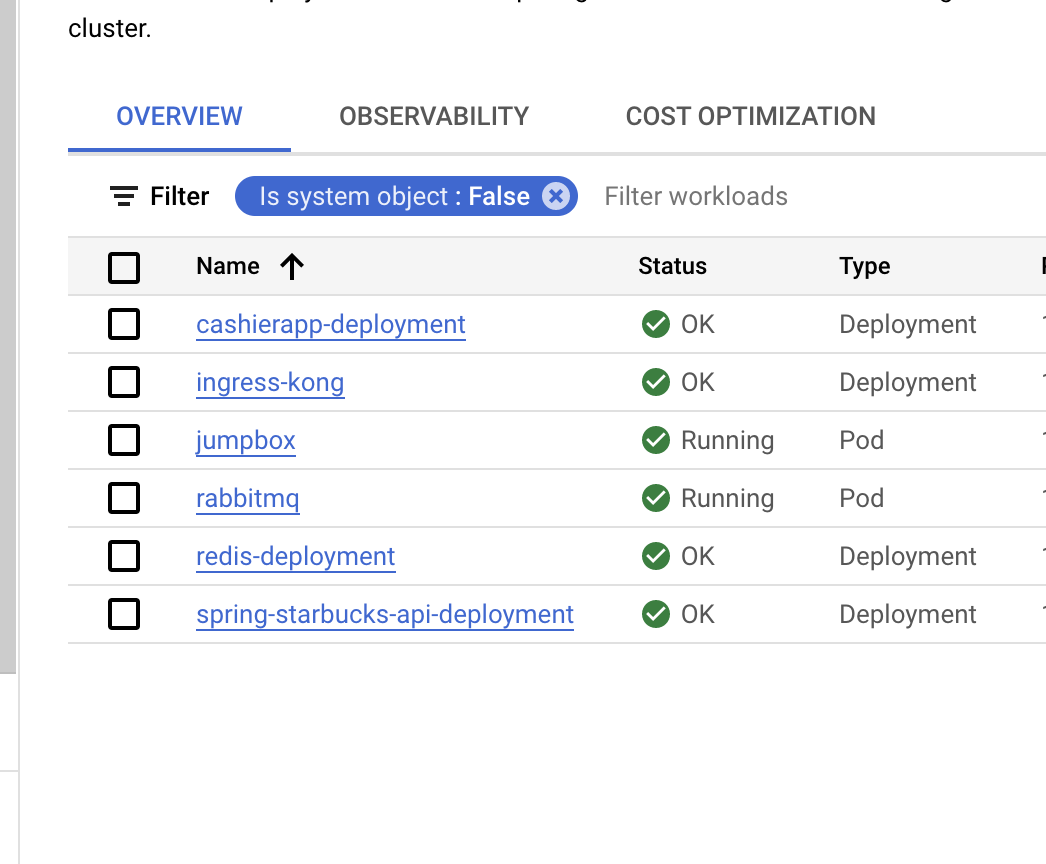 cluster.
OVERVIEW OBSERVABILITY COST OPTIMIZATION
Filter Is system object : False Filter workloads
Name Status Type
cashierapp-deployment OK Deployment
ingress-kong OK Deployment
jumpbox Running Pod
rabbitmq Running Pod
redis-deployment OK Deployment
spring-starbucks-api-deployment OK Deployment